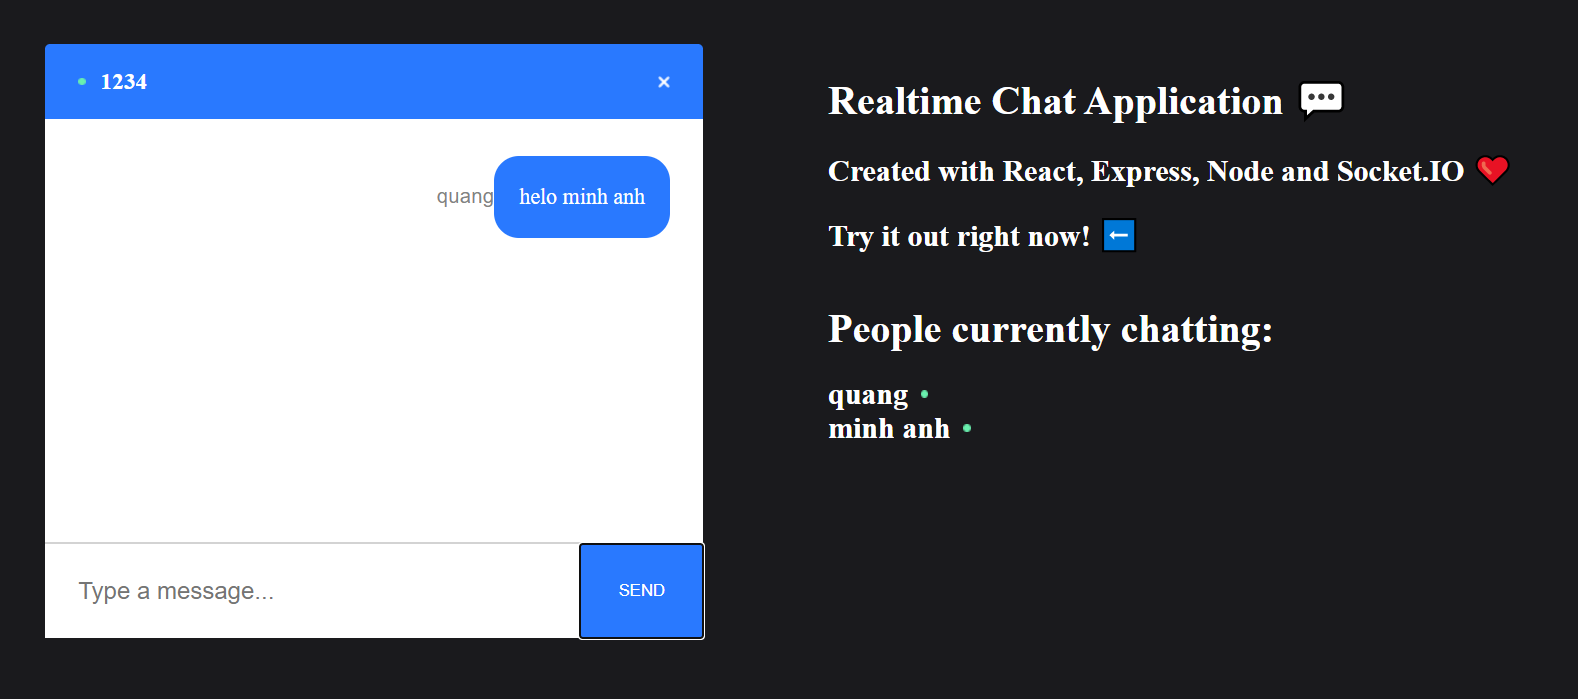 1234
quang
helo minh anh
Type a message...
SEND
Realtime Chat Application 💬
Created with React, Express, Node and Socket.IO ❤️
Try it out right now! ⬅️
People currently chatting:
quang
minh anh